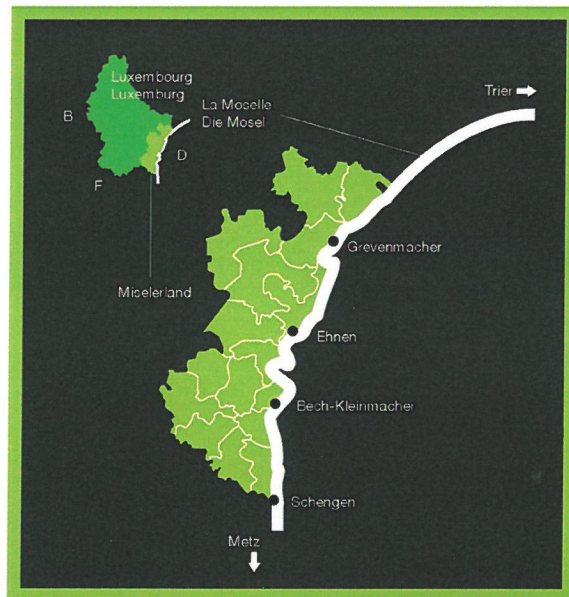 Luxembourg
Luxemburg
B
D
F
La Moselle
Die Mosel
Trier
Miselerland
Grevenmacher
Ehnen
Bech-Kleinmacher
Schengen
Metz